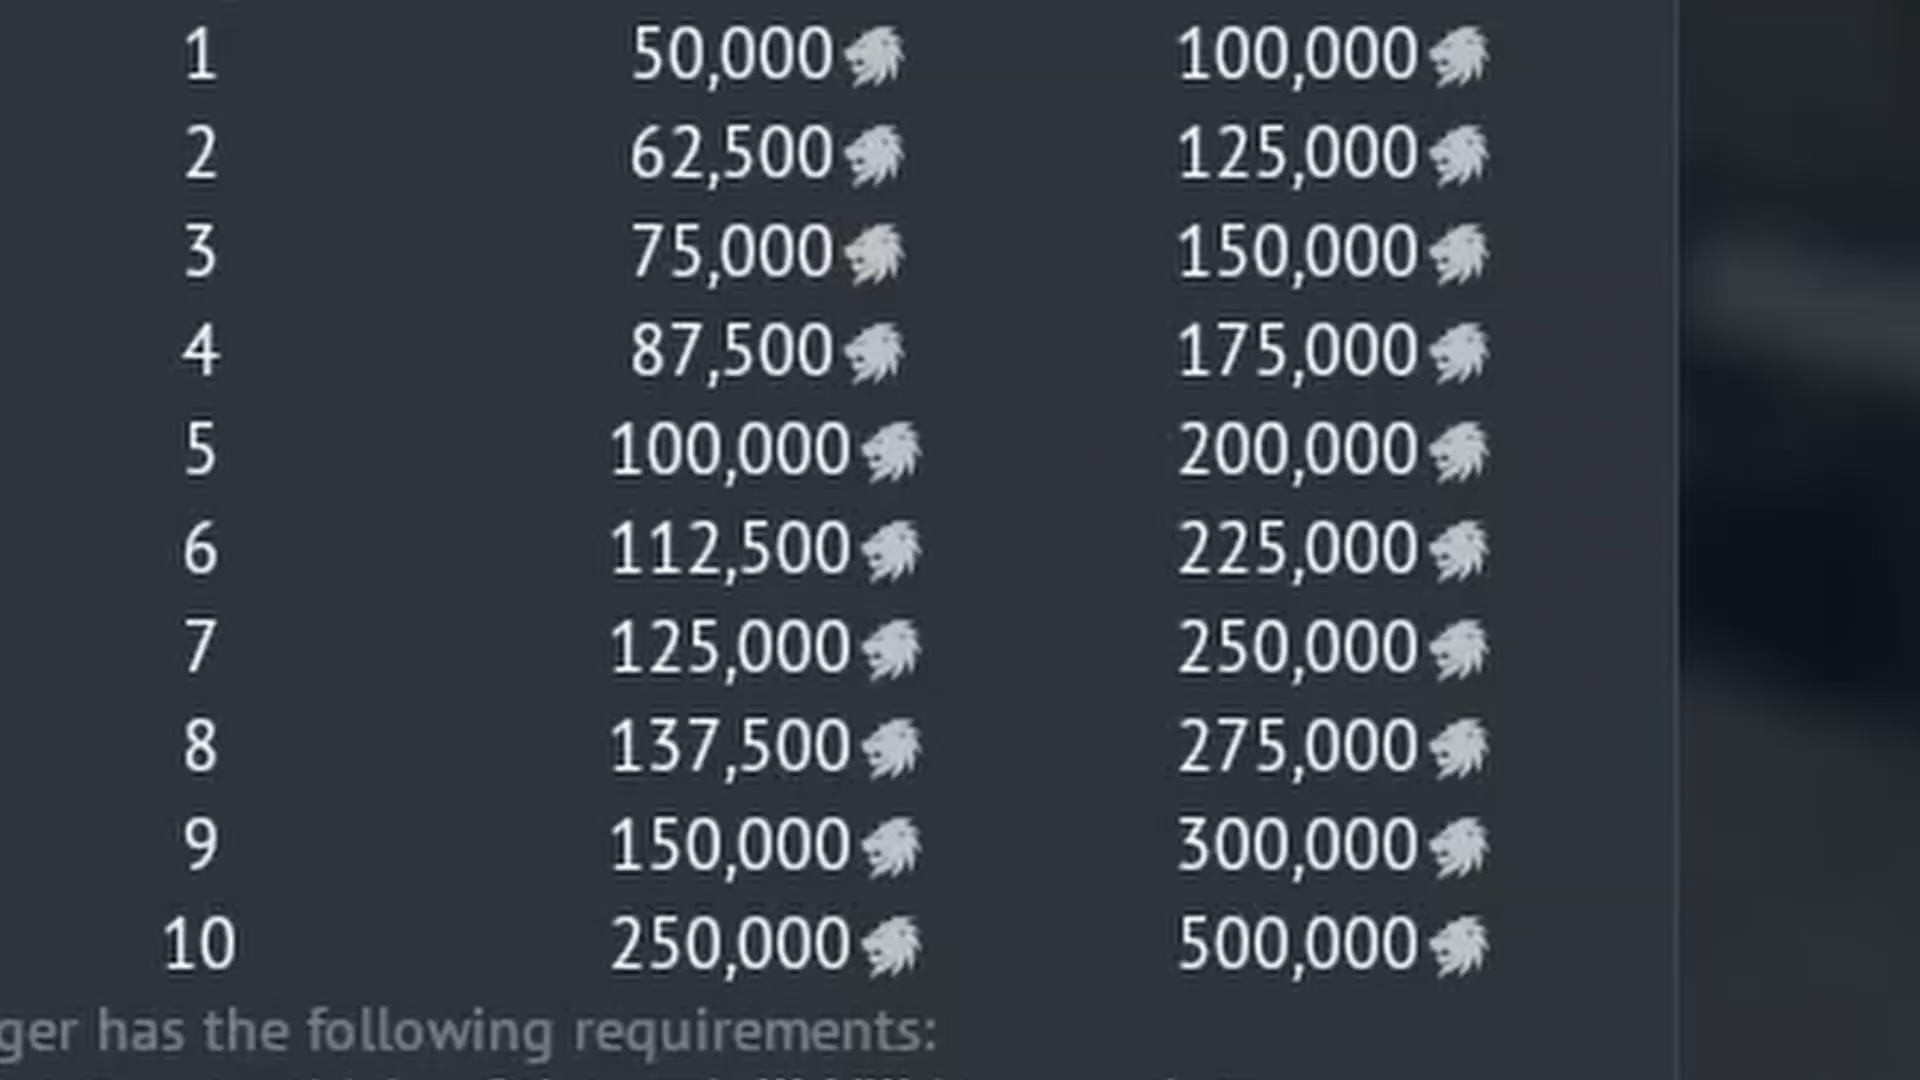 1 50,000 100,000
2 62,500 125,000
3 75,000 150,000
4 87,500 175,000
5 100,000 200,000
6 112,500 225,000
7 125,000 250,000
8 137,500 275,000
9 150,000 300,000
10 250,000 500,000
ger has the following requirements: